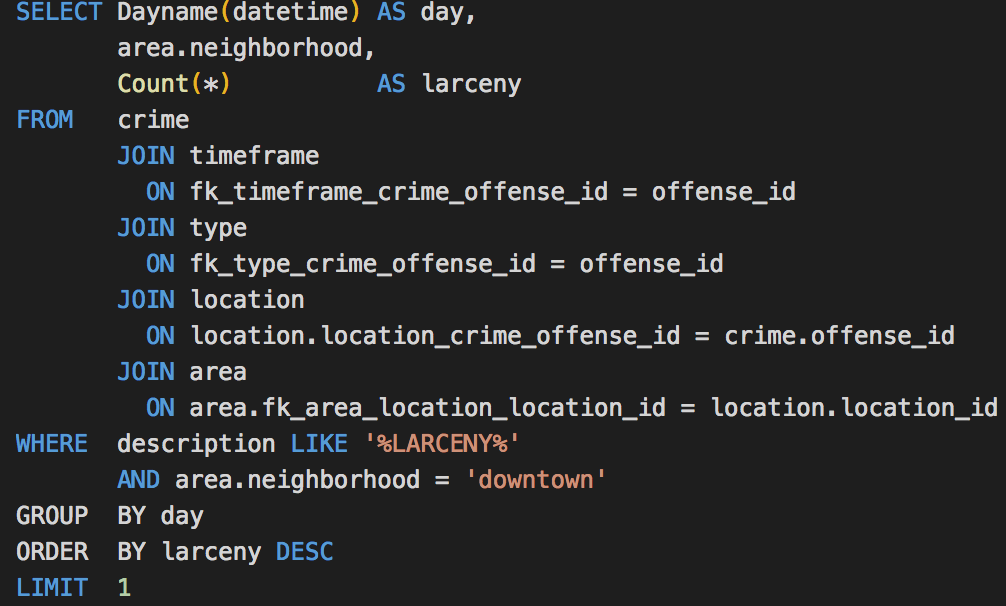 SELECT Dayname(datetime) AS day,
area.neighborhood,
Count(*) AS larceny
FROM crime
JOIN timeframe
ON fk_timeframe_crime_offense_id = offense_id
JOIN type
ON fk_type_crime_offense_id = offense_id
JOIN location
ON location.location_crime_offense_id = crime.offense_id
JOIN area
ON area.fk_area_location_location_id = location.location_id
WHERE description LIKE '%LARCENY%'
AND area.neighborhood = 'downtown'
GROUP BY day
ORDER BY larceny DESC
LIMIT 1